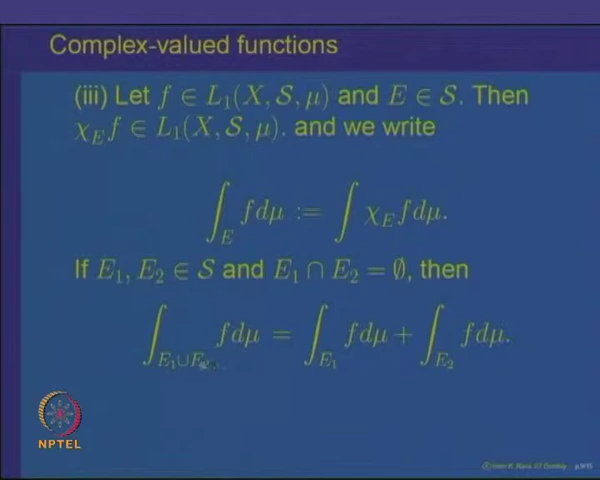 Complex-valued functions
(iii) Let f ∈ L₁(X, S, μ) and E ∈ S. Then
χ_E f ∈ L₁(X, S, μ). and we write
∫_E f dμ := ∫ χ_E f dμ.
If E₁, E₂ ∈ S and E₁ ∩ E₂ = ∅, then
∫_{E₁∪E₂} f dμ = ∫_{E₁} f dμ + ∫_{E₂} f dμ.
NPTEL